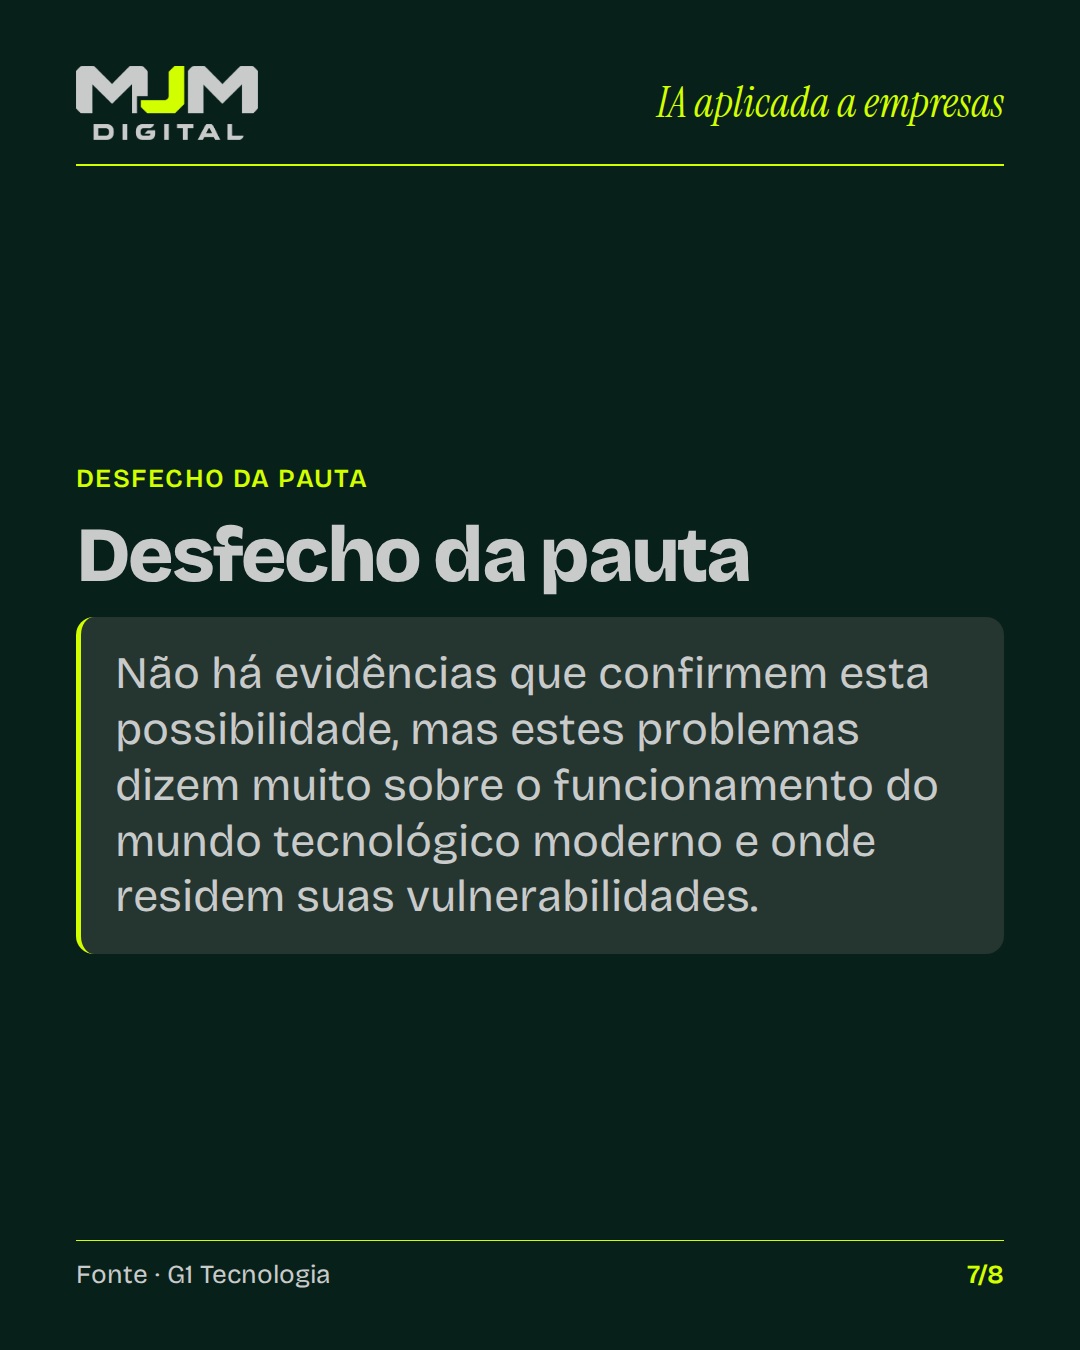 MJM
DIGITAL
IA aplicada a empresas
DESFECHO DA PAUTA
Desfecho da pauta
Não há evidências que confirmem esta
possibilidade, mas estes problemas
dizem muito sobre o funcionamento do
mundo tecnológico moderno e onde
residem suas vulnerabilidades.
Fonte · G1 Tecnologia
7/8